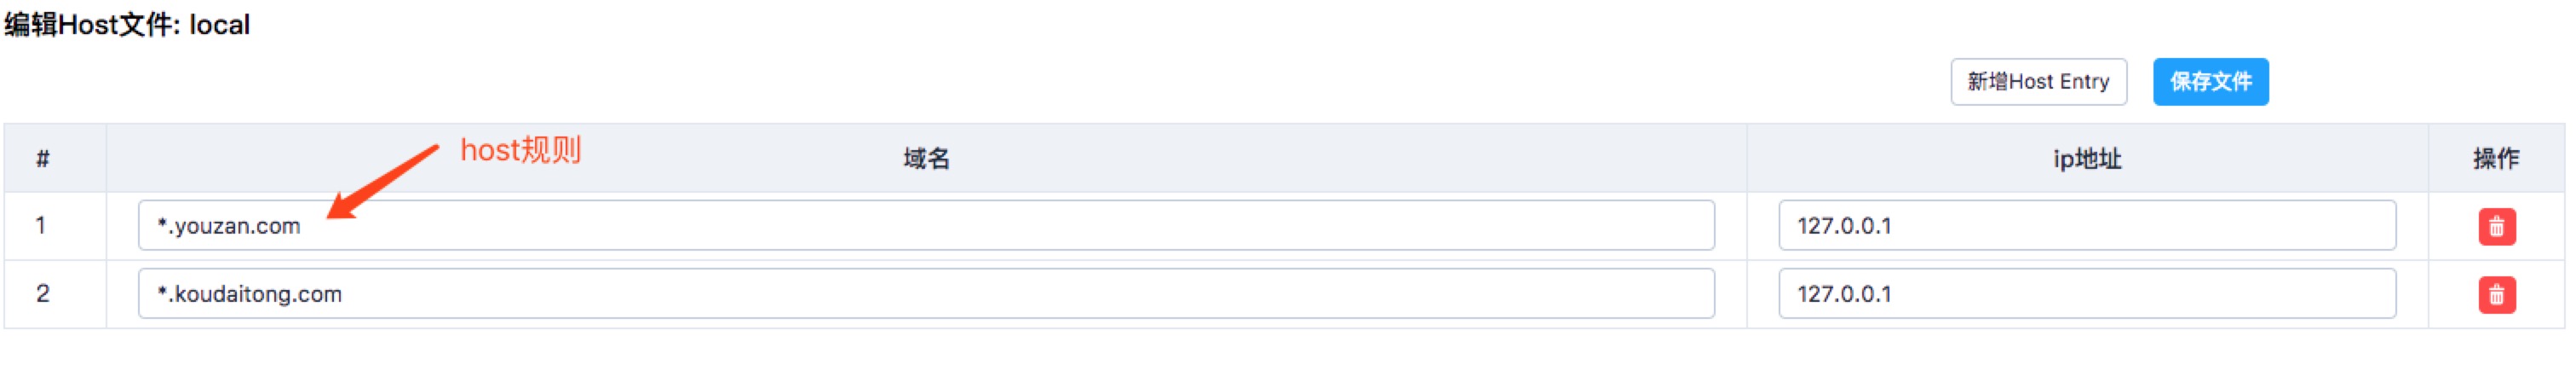 编辑Host文件: local
新增Host Entry 保存文件
host规则
# 域名 ip地址 操作
1 *.youzan.com 127.0.0.1
2 *.koudaitong.com 127.0.0.1